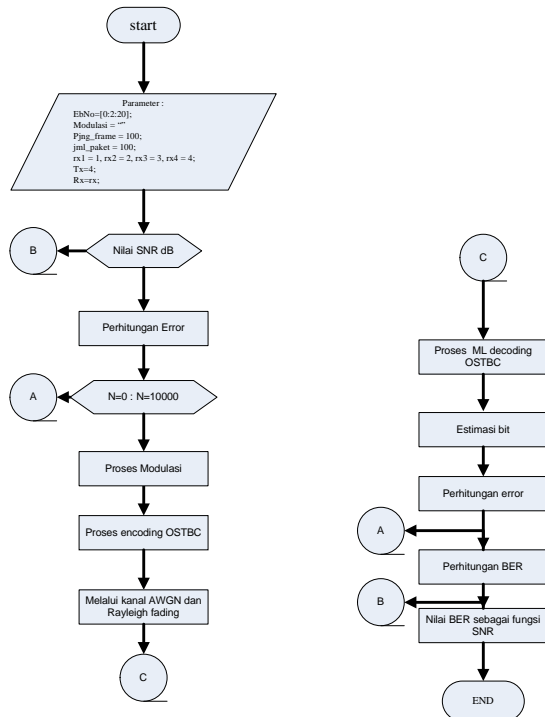 start
Parameter :
EbNo=[0:2:20];
Modulasi = “”
Pjng_frame = 100;
jml_paket = 100;
rx1 = 1, rx2 = 2, rx3 = 3, rx4 = 4;
Tx=4;
Rx=rx;
B
Nilai SNR dB
Perhitungan Error
A
N=0 : N=10000
Proses Modulasi
Proses encoding OSTBC
Melalui kanal AWGN dan
Rayleigh fading
C
C
Proses ML decoding
OSTBC
Estimasi bit
Perhitungan error
A
Perhitungan BER
B
Nilai BER sebagai fungsi
SNR
END